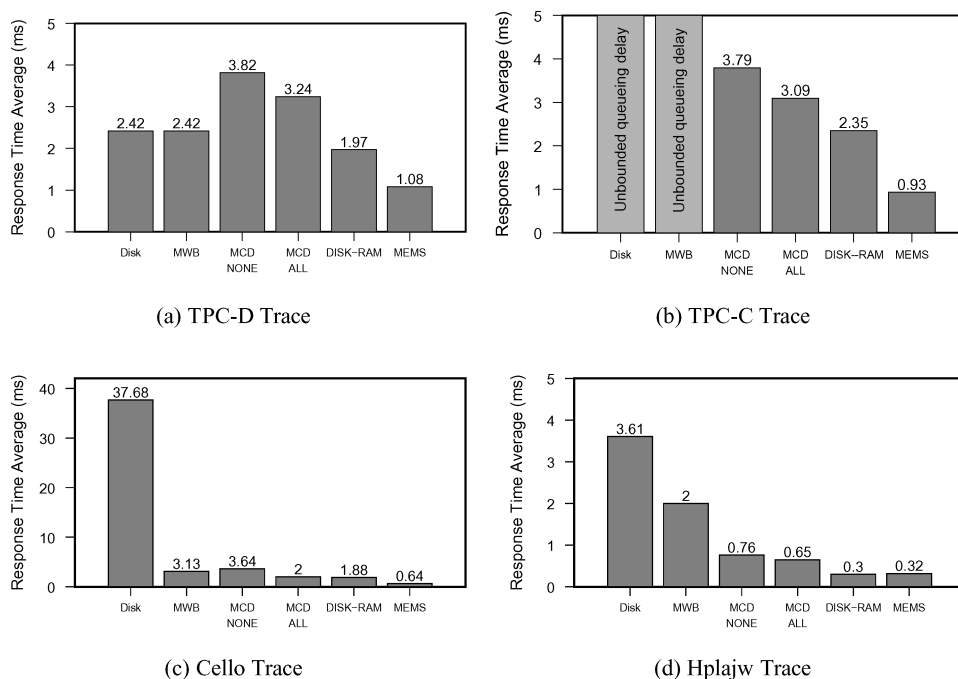 Response Time Average (ms)
5
4
3
2
1
0
2.42
2.42
3.82
3.24
1.97
1.08
Disk
MWB
MCD
NONE
MCD
ALL
DISK−RAM
MEMS
(a) TPC-D Trace
Response Time Average (ms)
5
4
3
2
1
0
Unbounded queueing delay
Unbounded queueing delay
3.79
3.09
2.35
0.93
Disk
MWB
MCD
NONE
MCD
ALL
DISK−−RAM
MEMS
(b) TPC-C Trace
Response Time Average (ms)
40
30
20
10
0
37.68
3.13
3.64
2
1.88
0.64
Disk
MWB
MCD
NONE
MCD
ALL
DISK−RAM
MEMS
(c) Cello Trace
Response Time Average (ms)
5
4
3
2
1
0
3.61
2
0.76
0.65
0.3
0.32
Disk
MWB
MCD
NONE
MCD
ALL
DISK−RAM
MEMS
(d) Hplajw Trace